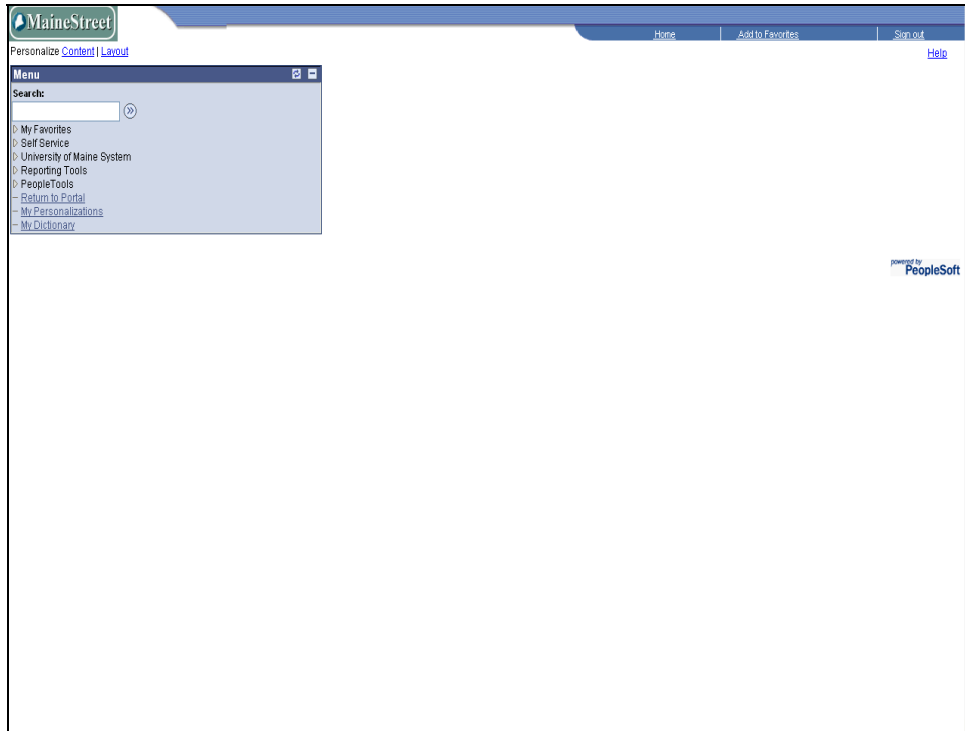 MaineStreet
Home Add to Favorites Sign out
Personalize Content | Layout
Help
Menu
Search:
My Favorites
Self Service
University of Maine System
Reporting Tools
PeopleTools
Return to Portal
My Personalizations
My Dictionary
powered by
PeopleSoft